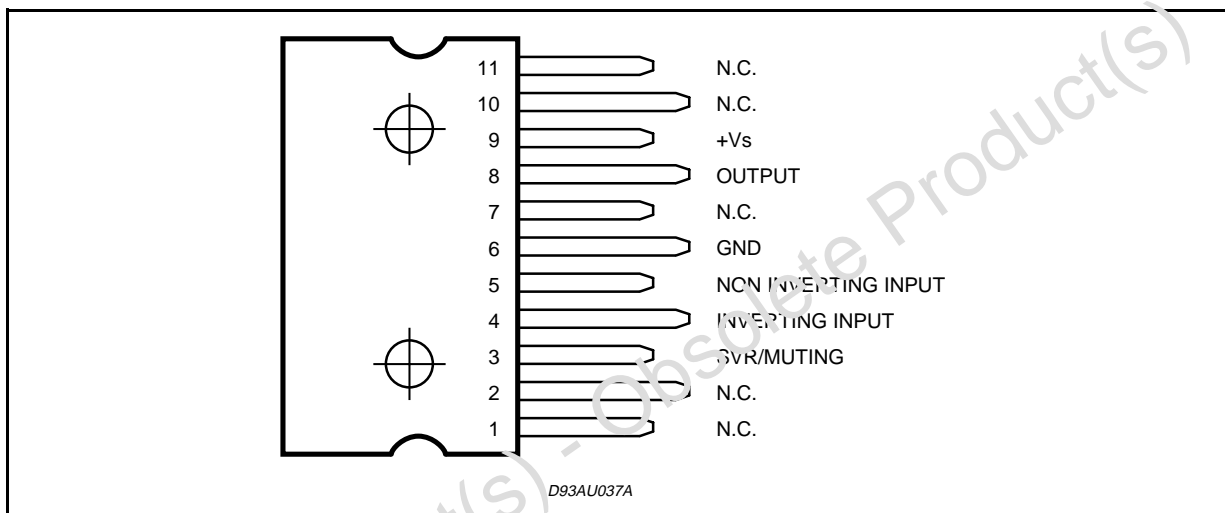 11 N.C.
10 N.C.
9 +Vs
8 OUTPUT
7 N.C.
6 GND
5 NON INVERTING INPUT
4 INVERTING INPUT
3 SVR/MUTING
2 N.C.
1 N.C.
D93AU037A
(s) - Obsolete Product(s)